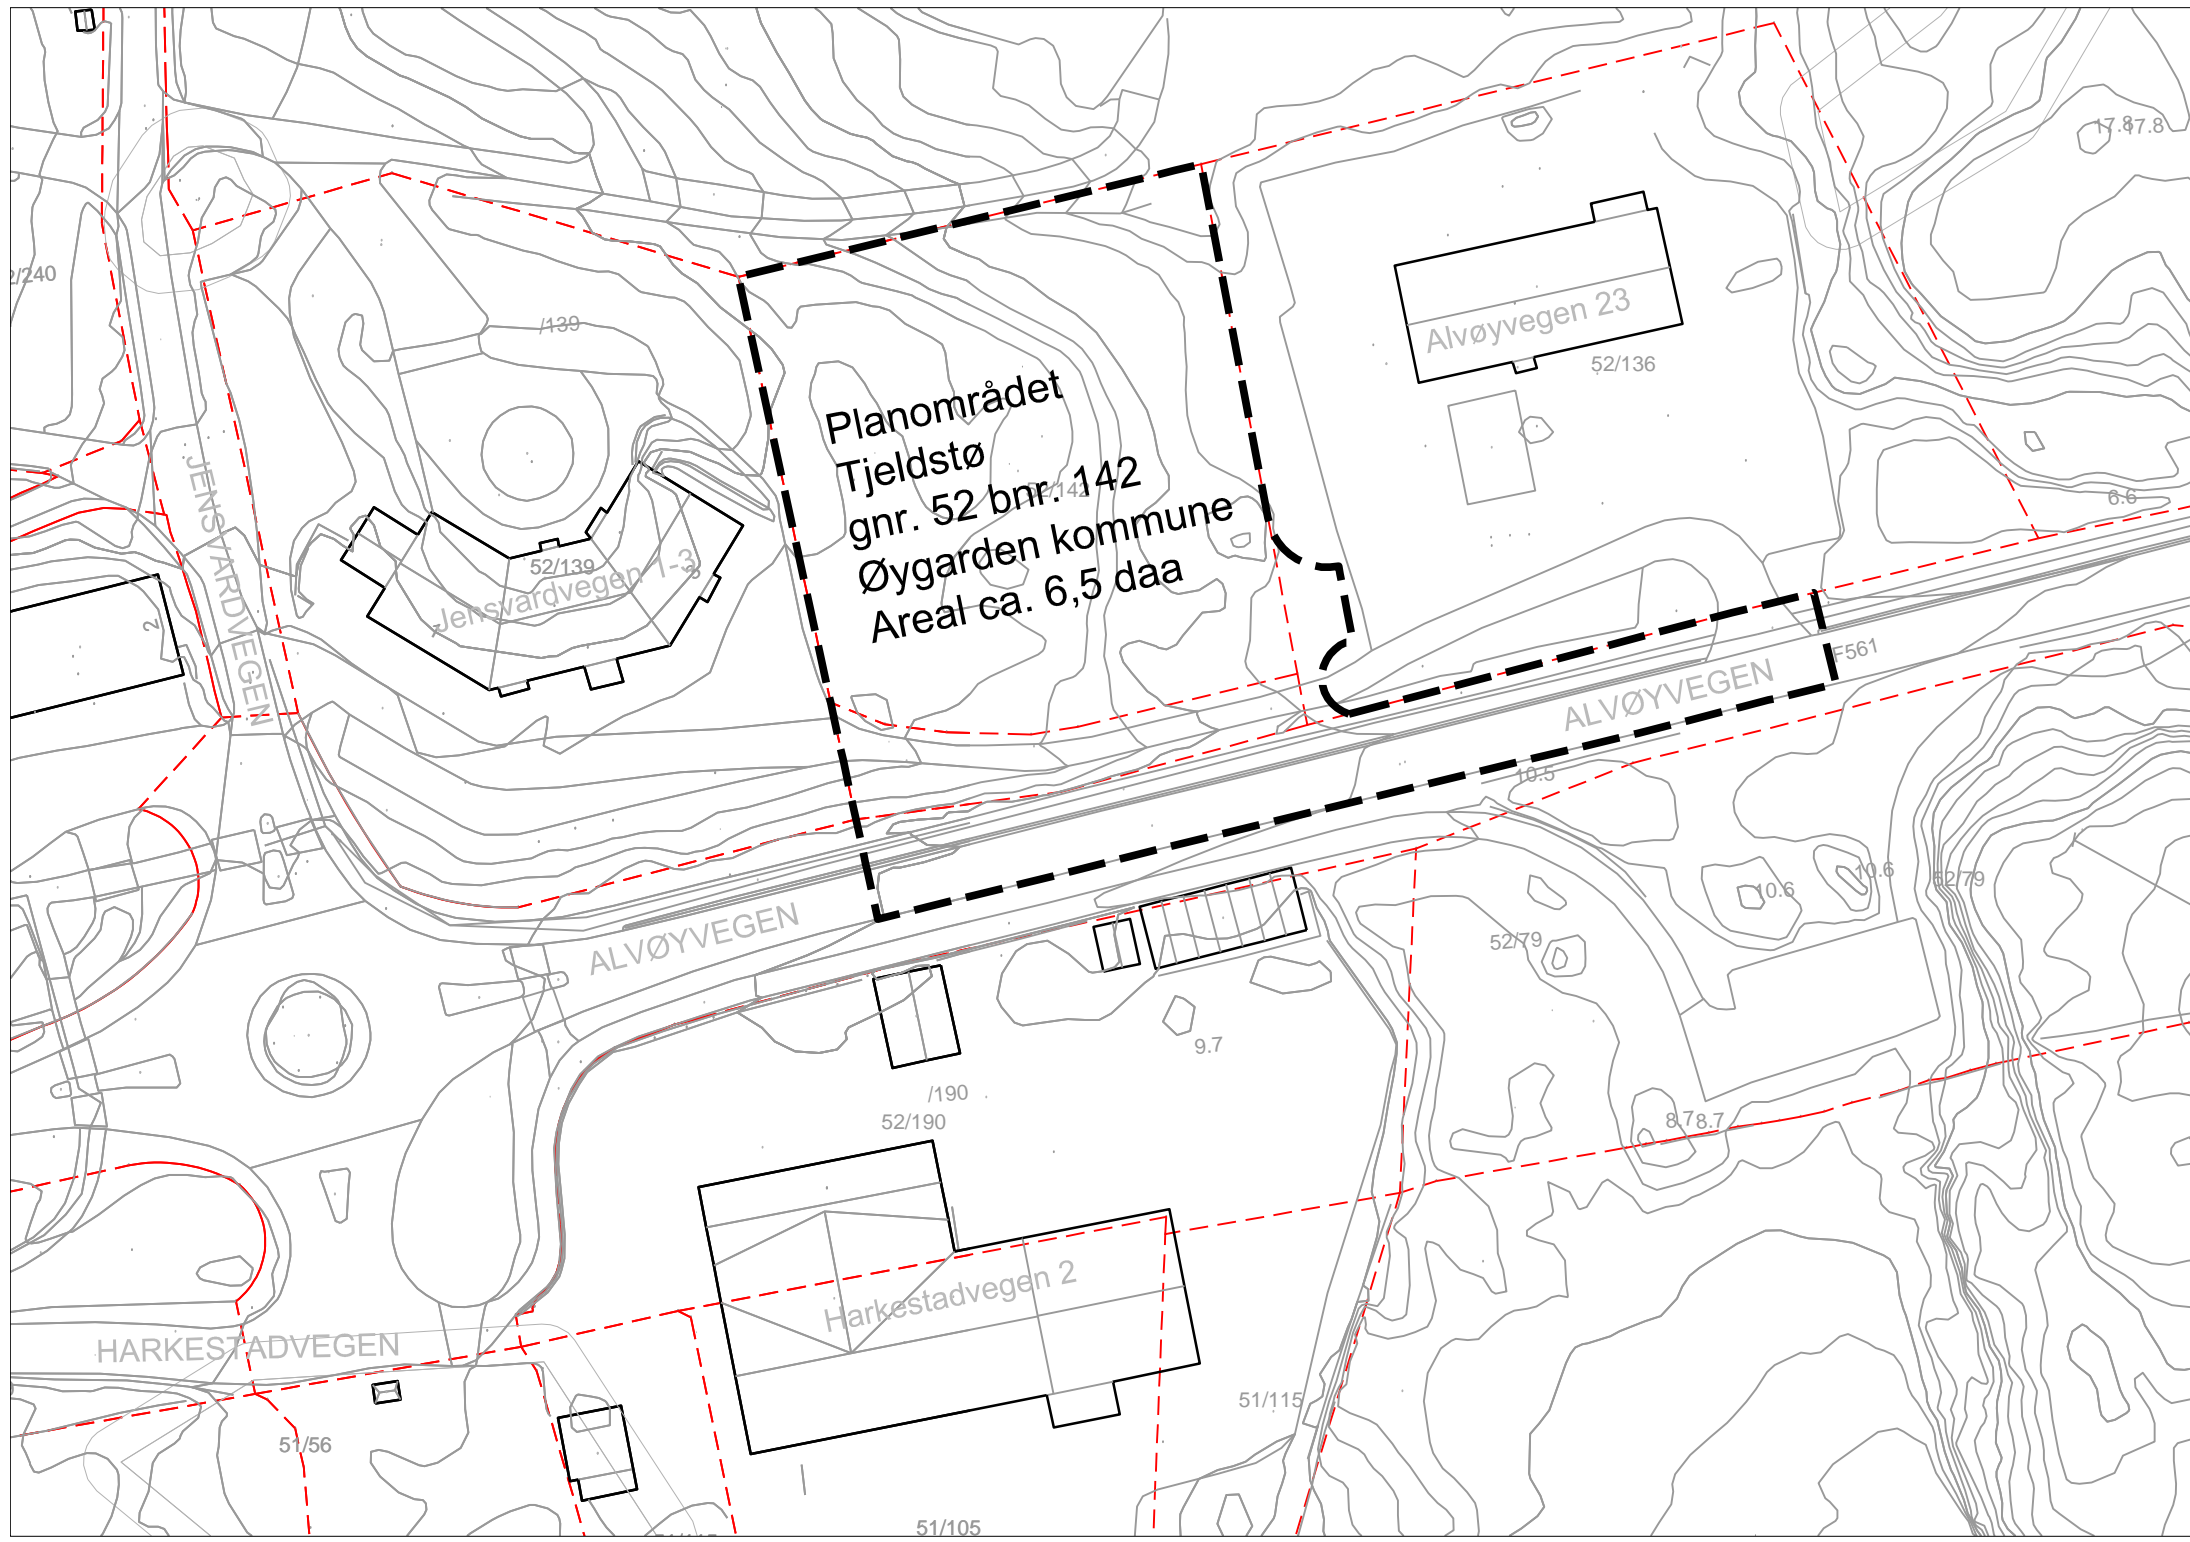 17.8
17.8
2/240
/139
Alvøyvegen 23
52/136
Planområdet
Tjeldstø
gnr. 52 bnr. 142
Øygarden kommune
Areal ca. 6,5 daa
52/142
6.6
JENSVARDVEGEN
52/139
Jensvardvegen 1-3
2
F561
ALVØYVEGEN
10.5
10.6
10.6
52/79
ALVØYVEGEN
52/79
9.7
/190
52/190
8.7
8.7
Harkestadvegen 2
HARKESTADVEGEN
51/115
51/56
51/105